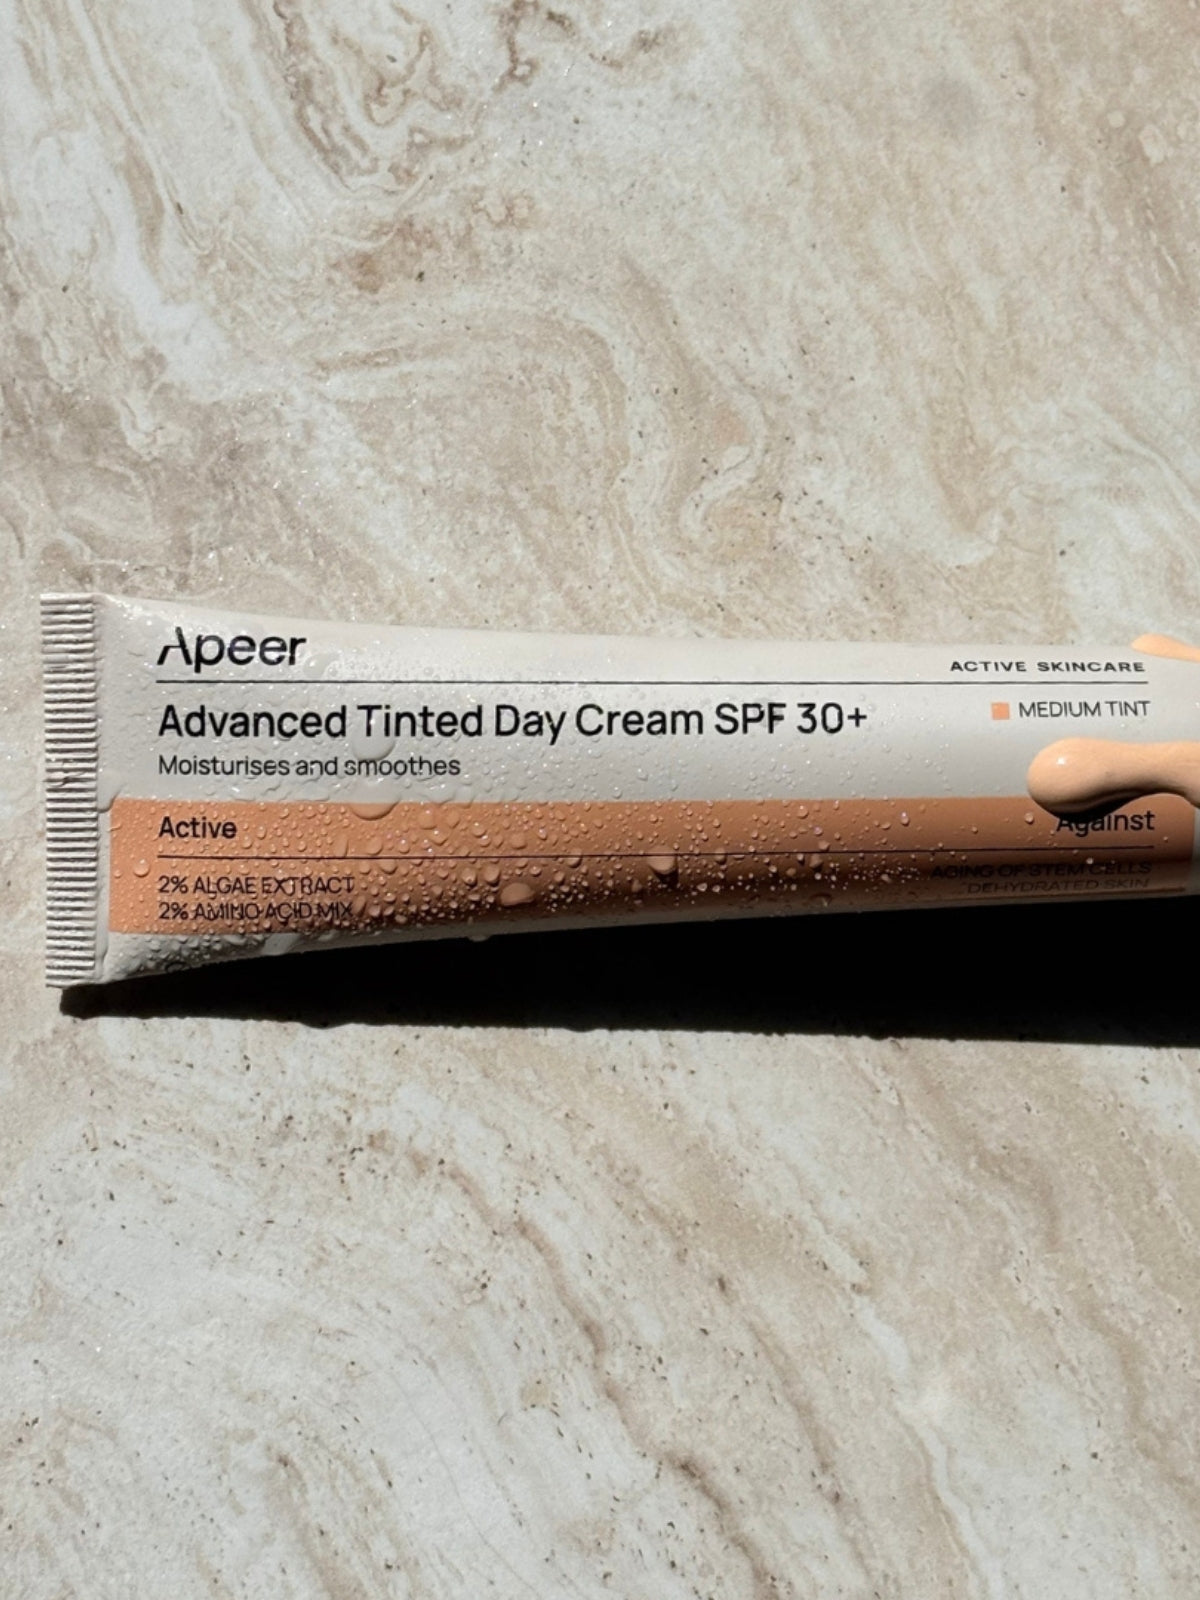 Apeer
ACTIVE SKINCARE
Advanced Tinted Day Cream SPF 30+
MEDIUM TINT
Moisturises and smoothes
Active
Against
2% ALGAE EXTRACT
AGING OF STEM CELLS
2% AMINO ACID MIX
DEHYDRATED SKIN